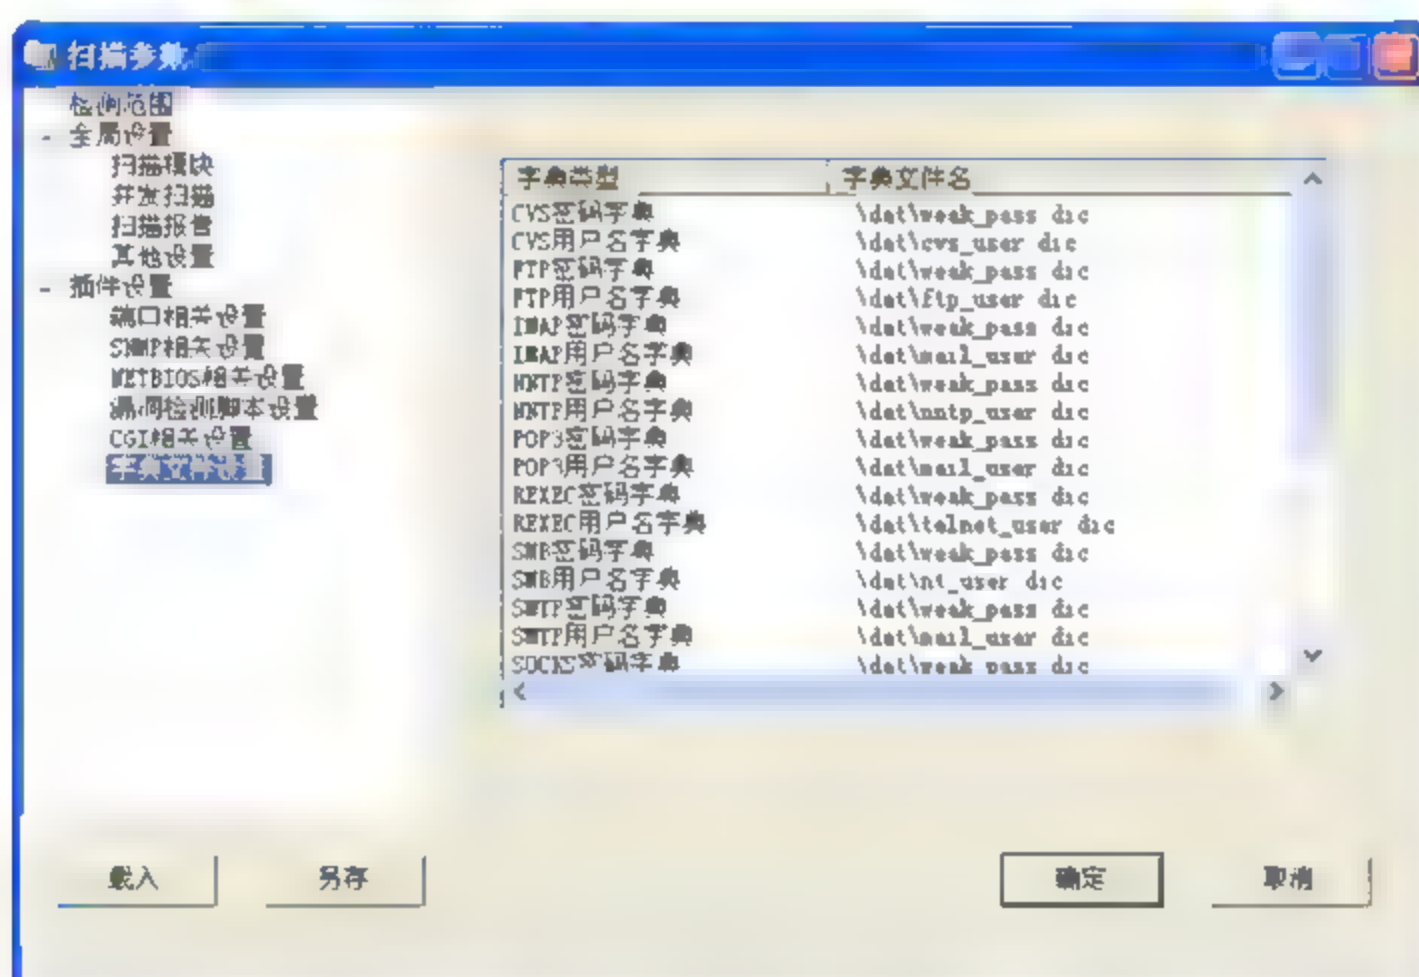 扫描参数
检测范围
- 全局设置
扫描模块
并发扫描
扫描报告
其他设置
- 插件设置
端口相关设置
SNMP相关设置
NETBIOS相关设置
漏洞检测脚本设置
CGI相关设置
字典文件设置
字典类型 字典文件名
CVS密码字典 \dat\weak_pass dic
CVS用户名字典 \dat\cvs_user dic
FTP密码字典 \dat\weak_pass dic
FTP用户名字典 \dat\ftp_user dic
IMAP密码字典 \dat\weak_pass dic
IMAP用户名字典 \dat\mail_user dic
NNTP密码字典 \dat\weak_pass dic
NNTP用户名字典 \dat\nntp_user dic
POP3密码字典 \dat\weak_pass dic
POP3用户名字典 \dat\mail_user dic
REXEC密码字典 \dat\weak_pass dic
REXEC用户名字典 \dat\telnet_user dic
SMB密码字典 \dat\weak_pass dic
SMB用户名字典 \dat\nt_user dic
SMTP密码字典 \dat\weak_pass dic
SMTP用户名字典 \dat\mail_user dic
SOCKS密码字典 \dat\weak_pass dic
载入 另存 确定 取消